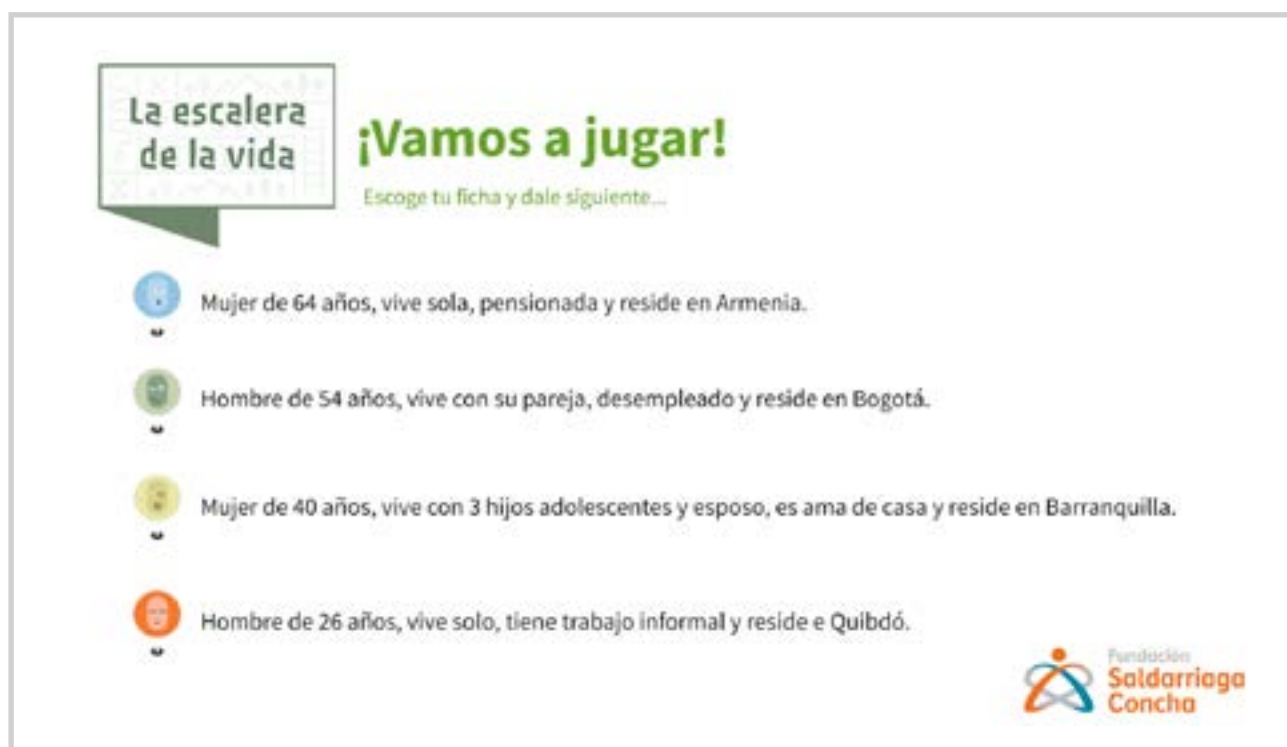 La escalera
de la vida
¡Vamos a jugar!
Escoge tu ficha y dale siguiente...
Mujer de 64 años, vive sola, pensionada y reside en Armenia.
Hombre de 54 años, vive con su pareja, desempleado y reside en Bogotá.
Mujer de 40 años, vive con 3 hijos adolescentes y esposo, es ama de casa y reside en Barranquilla.
Hombre de 26 años, vive solo, tiene trabajo informal y reside e Quibdó.
Fundación
Saldarriaga
Concha